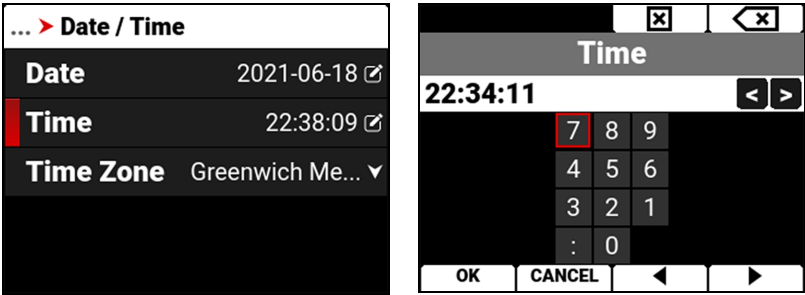 ... > Date / Time
Date 2021-06-18
Time 22:38:09
Time Zone Greenwich Me...
Time
22:34:11 < >
7 8 9
4 5 6
3 2 1
: 0
OK CANCEL